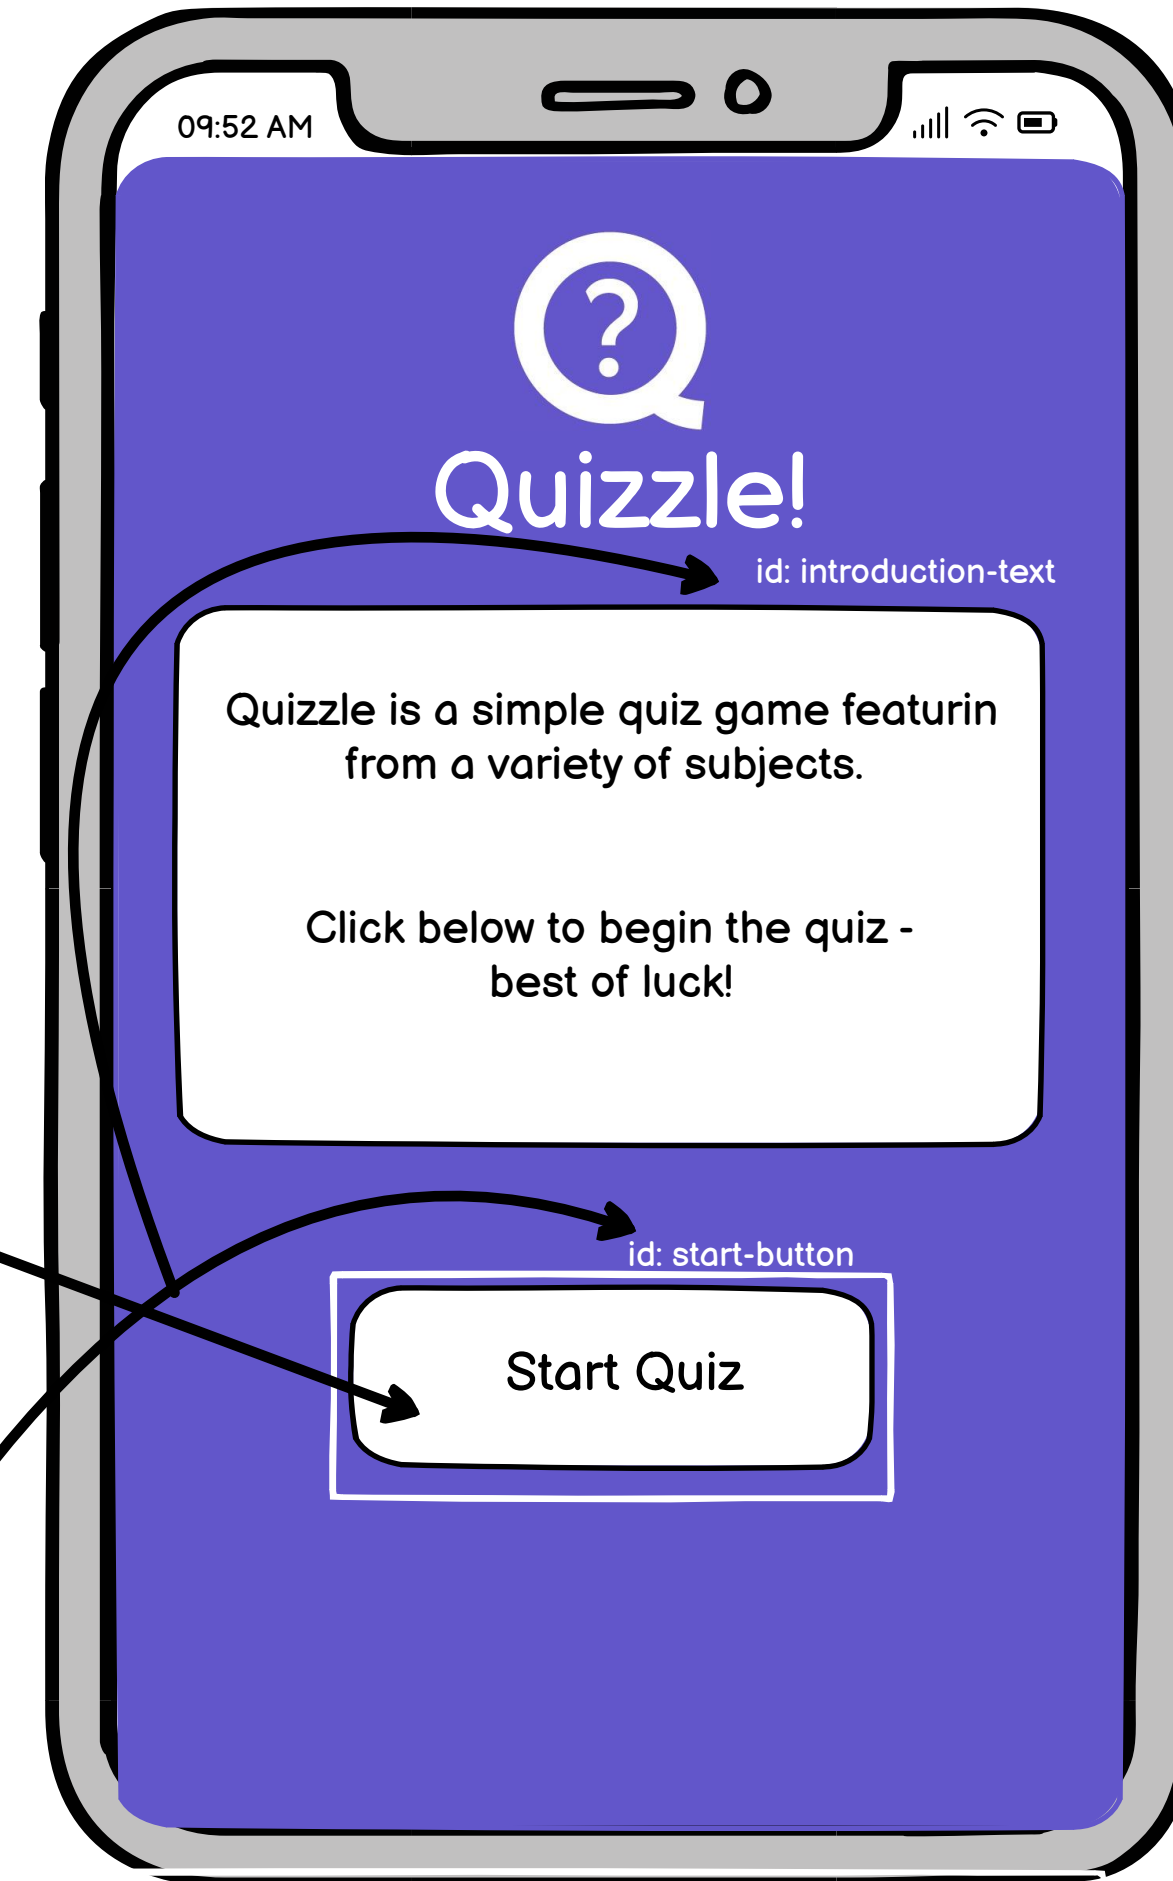 09:52 AM
Q?
Quizzle!
id: introduction-text
Quizzle is a simple quiz game featurin
from a variety of subjects.
Click below to begin the quiz -
best of luck!
id: start-button
Start Quiz